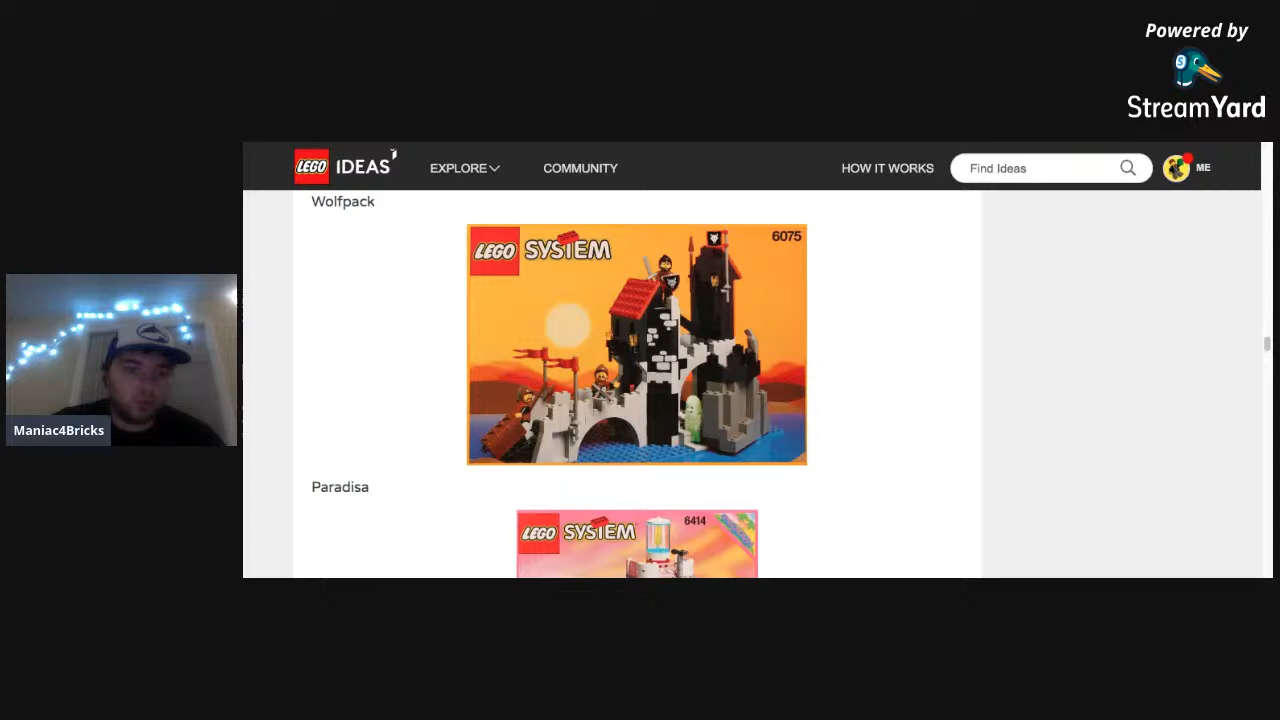 Powered by
StreamYard
LEGO IDEAS
EXPLORE
COMMUNITY
HOW IT WORKS
Find Ideas
ME
Wolfpack
LEGO SYSTEM
6075
Maniac4Bricks
Paradisa
LEGO SYSTEM
6414